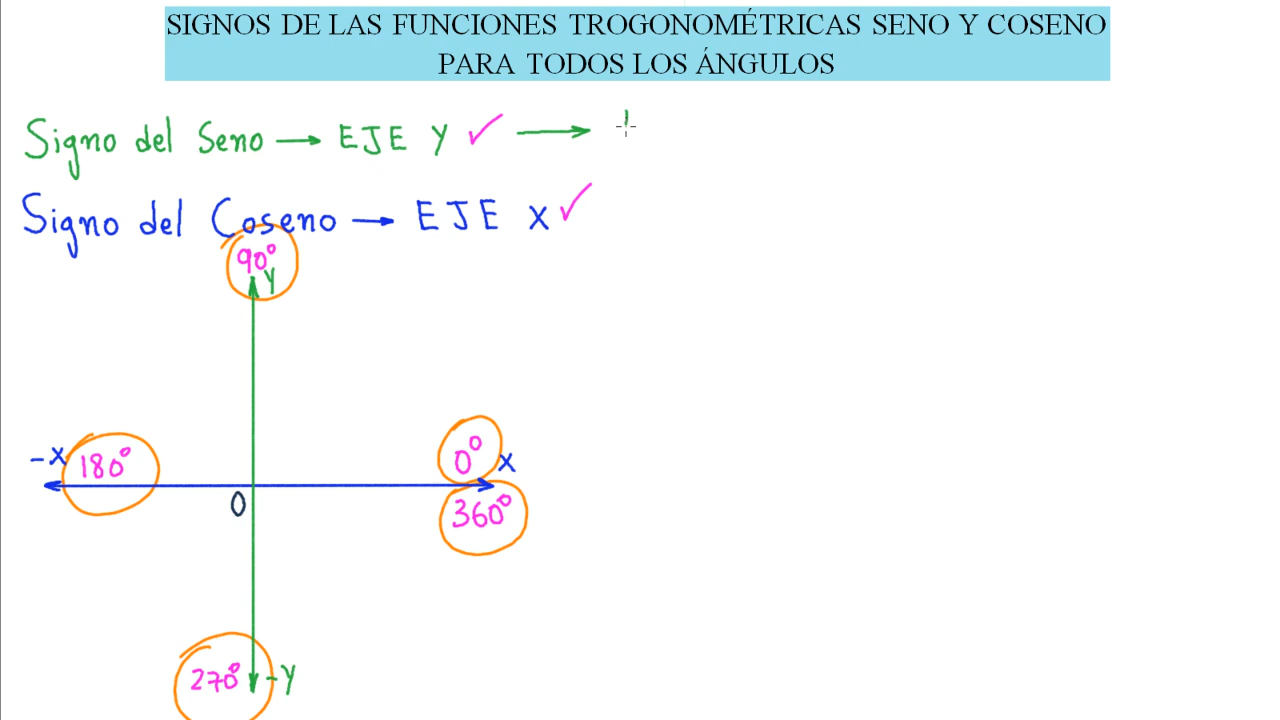 SIGNOS DE LAS FUNCIONES TROGONOMÉTRICAS SENO Y COSENO
PARA TODOS LOS ÁNGULOS
Signo del Seno → EJE Y ✓ →
Signo del Coseno → EJE X ✓
90°
Y
-X 180°
0° X
0
360°
270° -Y